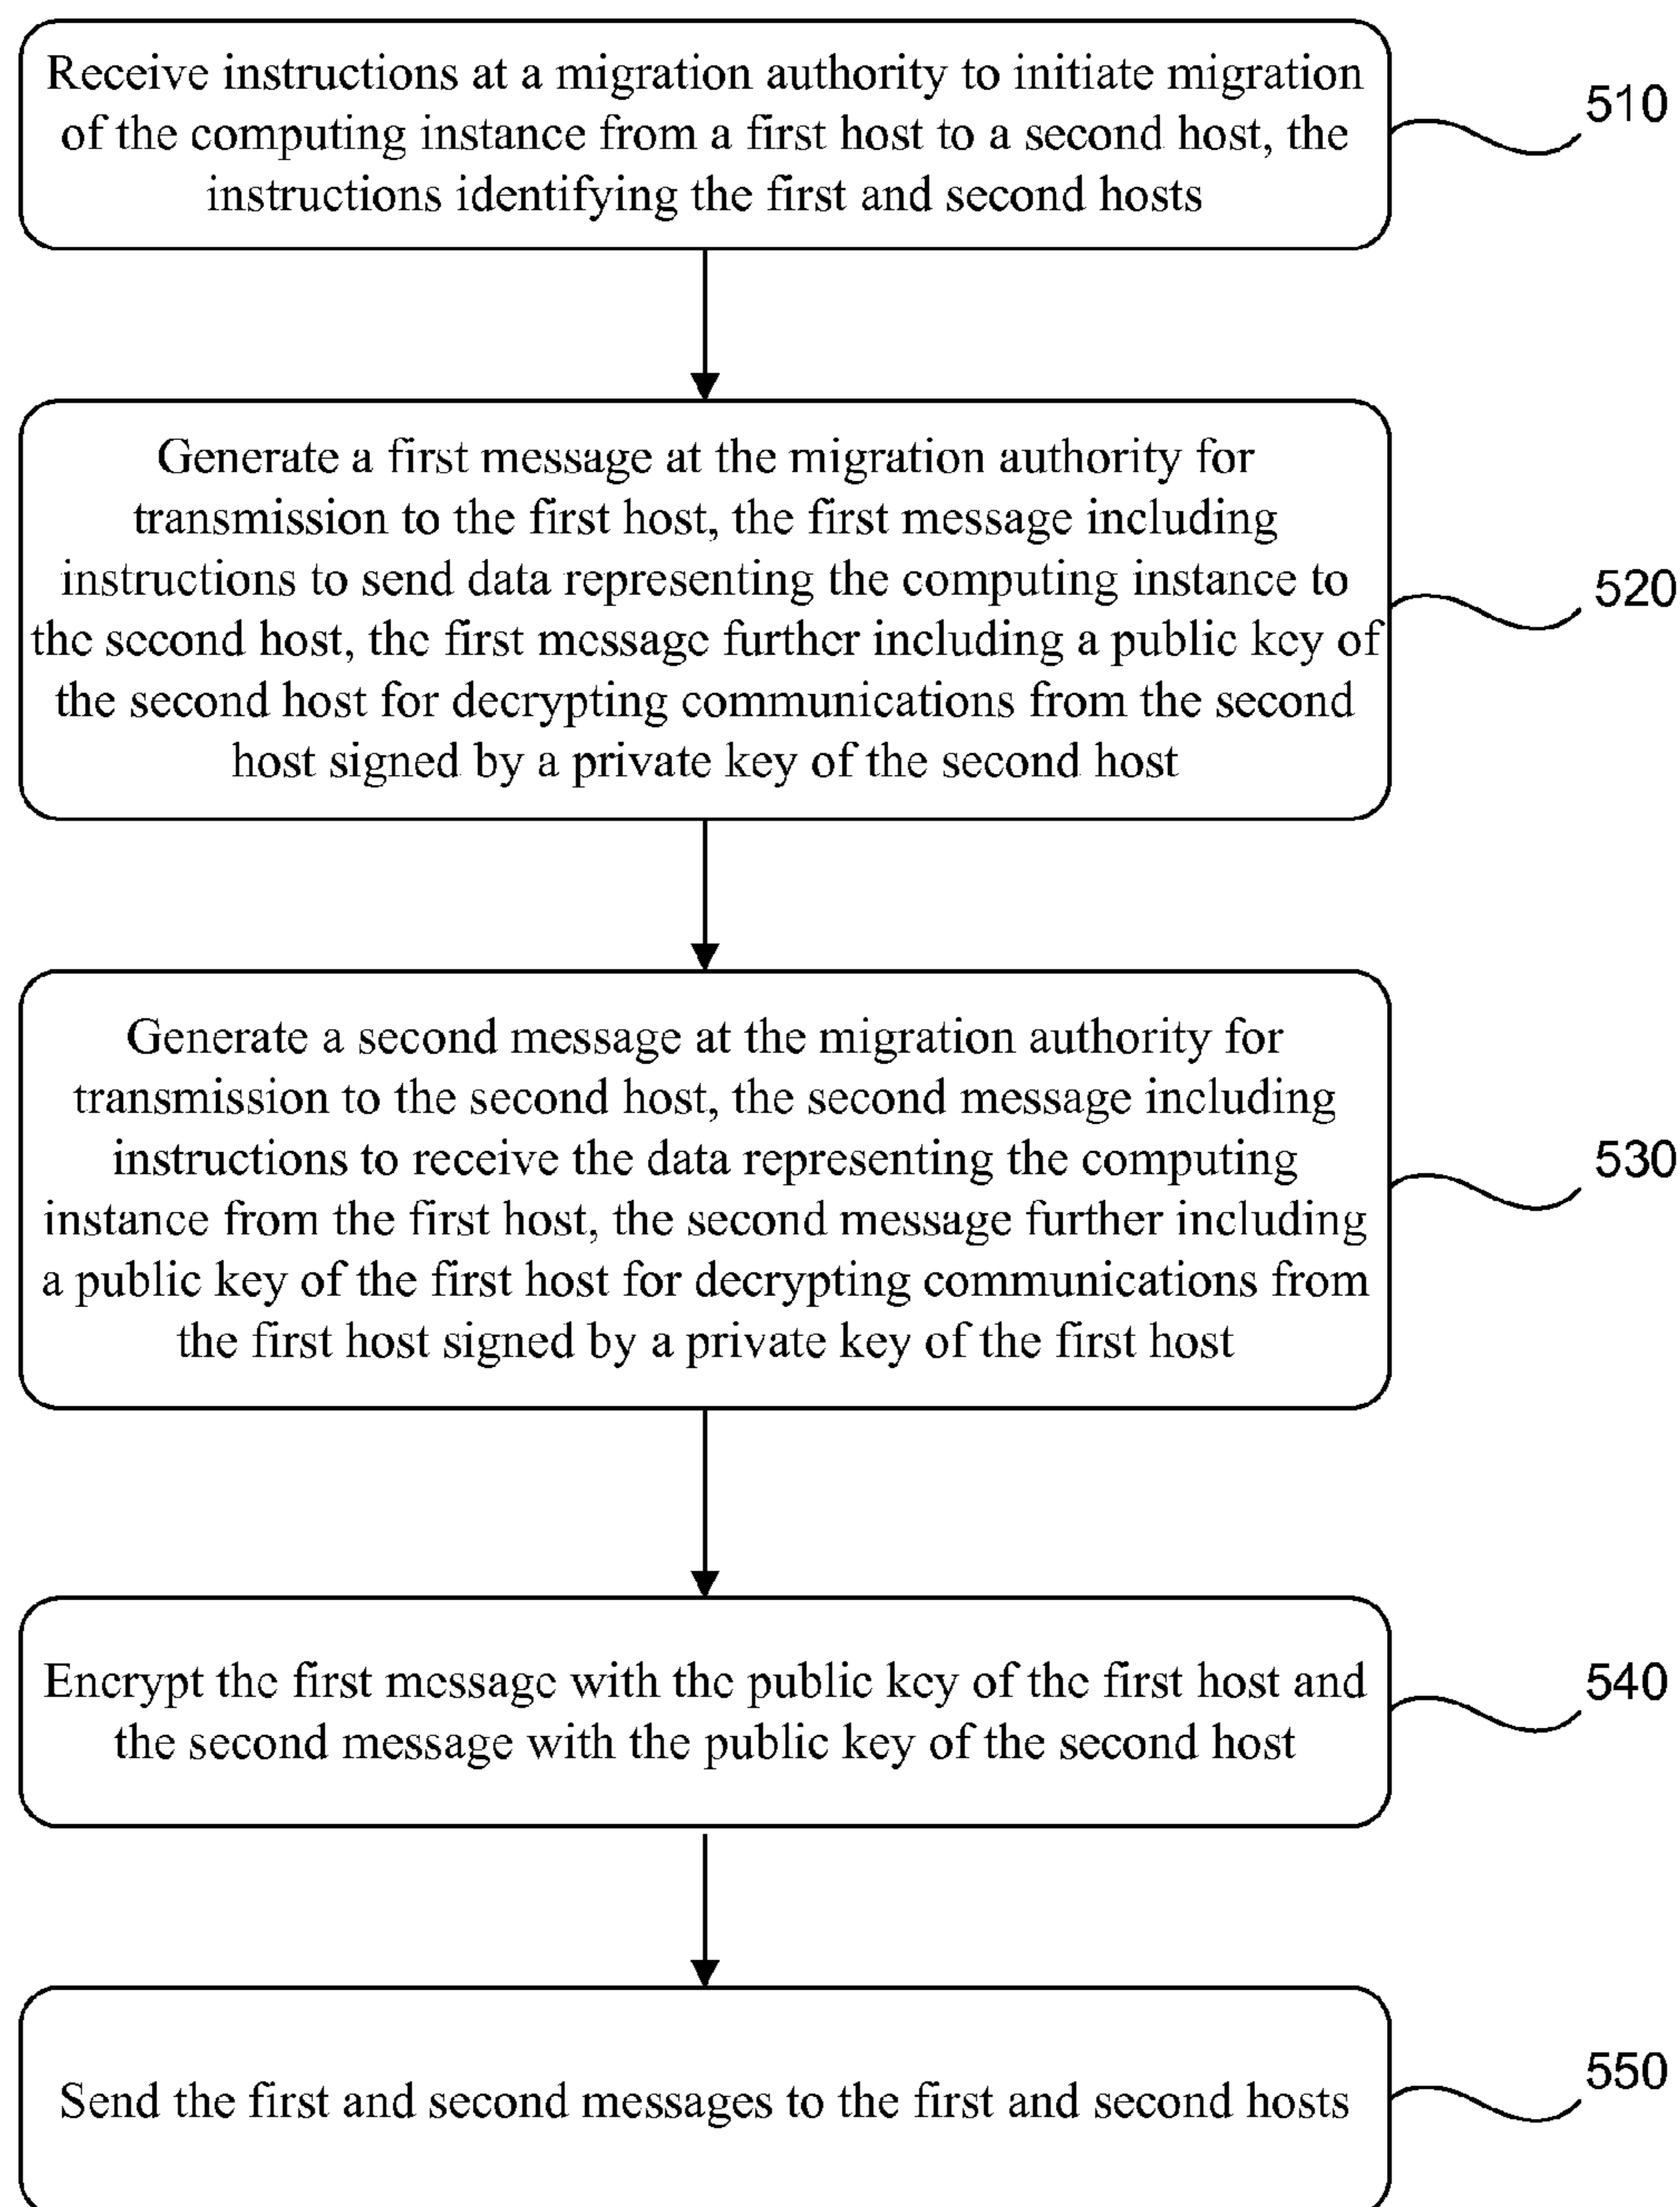 Receive instructions at a migration authority to initiate migration
of the computing instance from a first host to a second host, the
instructions identifying the first and second hosts
510
Generate a first message at the migration authority for
transmission to the first host, the first message including
instructions to send data representing the computing instance to
the second host, the first message further including a public key of
the second host for decrypting communications from the second
host signed by a private key of the second host
520
Generate a second message at the migration authority for
transmission to the second host, the second message including
instructions to receive the data representing the computing
instance from the first host, the second message further including
a public key of the first host for decrypting communications from
the first host signed by a private key of the first host
530
Encrypt the first message with the public key of the first host and
the second message with the public key of the second host
540
Send the first and second messages to the first and second hosts
550